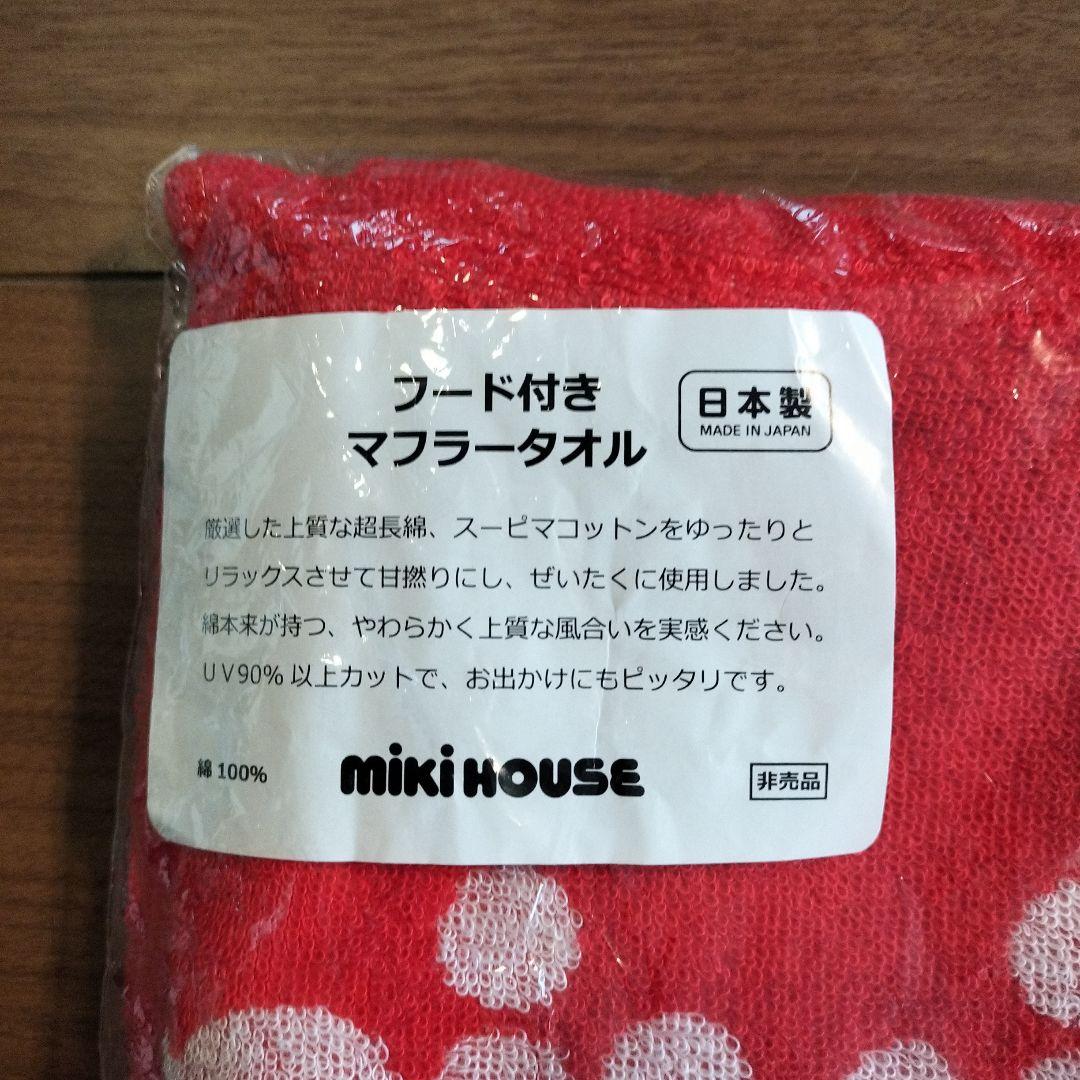 フード付き
マフラータオル
日本製
MADE IN JAPAN
厳選した上質な超長綿、スーピマコットンをゆったりと
リラックスさせて甘撚りにし、ぜいたくに使用しました。
綿本来が持つ、やわらかく上質な風合いを実感ください。
UV90%以上カットで、お出かけにもピッタリです。
綿100%
mikiHOUSE
非売品